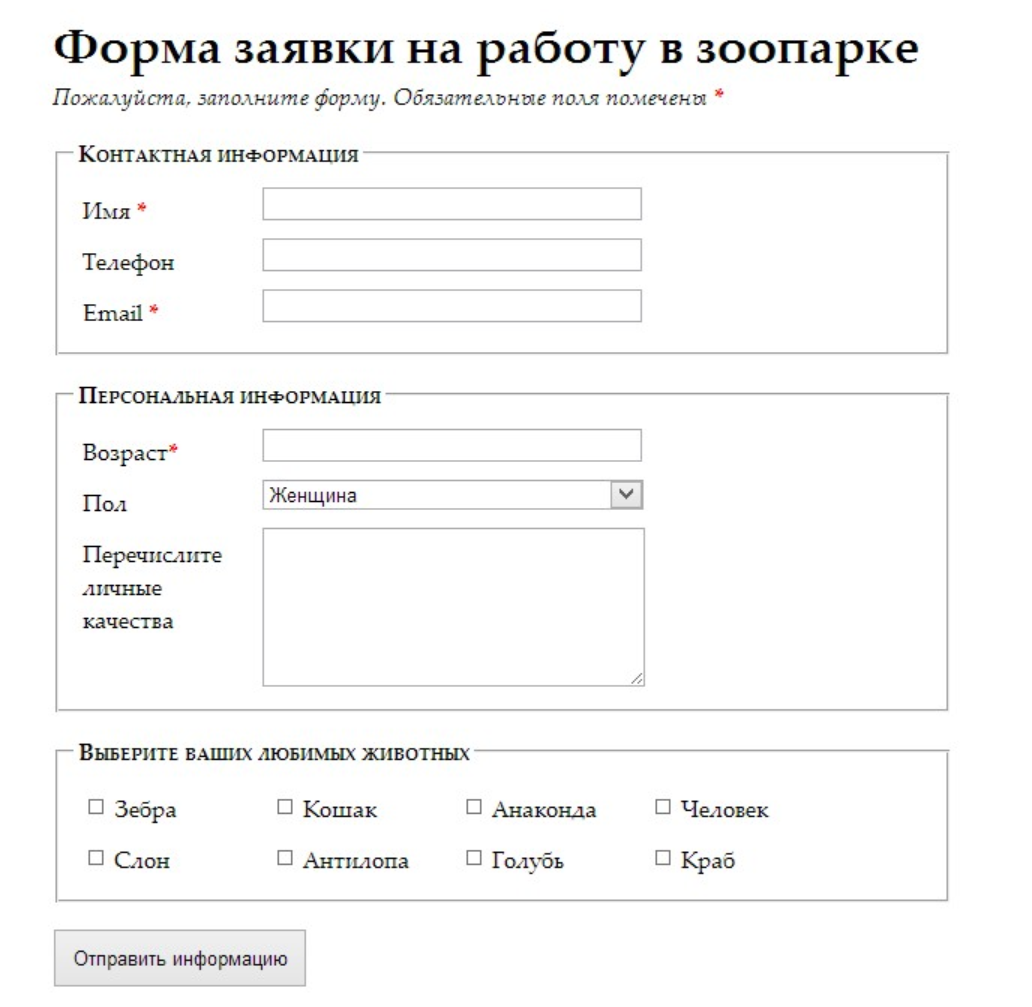 Форма заявки на работу в зоопарке
Пожалуйста, заполните форму. Обязательные поля помечены *
Контактная информация
Имя *
Телефон
Email *
Персональная информация
Возраст*
Пол Женщина
Перечислите
личные
качества
Выберите ваших любимых животных
Зебра Кошак Анаконда Человек
Слон Антилопа Голубь Краб
Отправить информацию